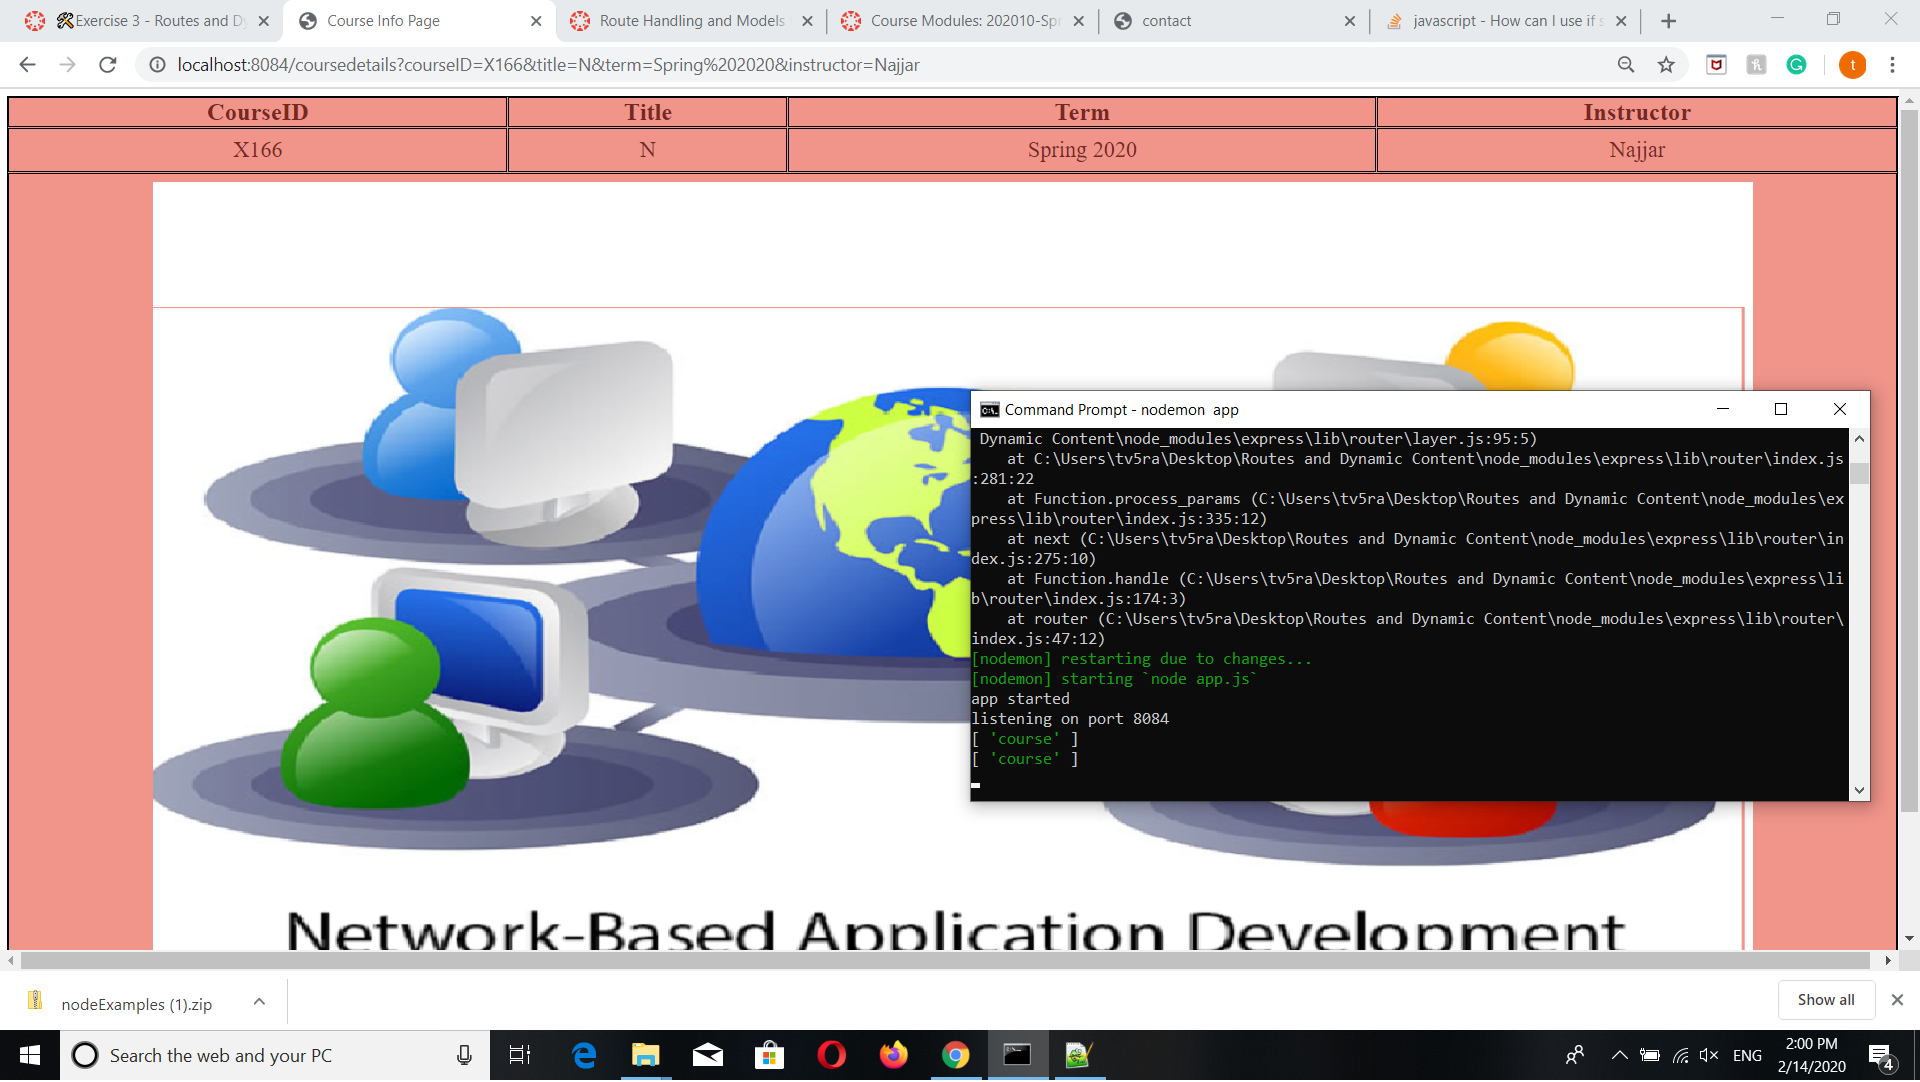 Exercise 3 - Routes and Dy
Course Info Page
Route Handling and Models
Course Modules: 202010-Spr
contact
javascript - How can I use if s
localhost:8084/coursedetails?courseID=X166&title=N&term=Spring%202020&instructor=Najjar
t
CourseID Title Term Instructor
X166 N Spring 2020 Najjar
Command Prompt - nodemon app
Dynamic Content\node_modules\express\lib\router\layer.js:95:5)
at C:\Users\tv5ra\Desktop\Routes and Dynamic Content\node_modules\express\lib\router\index.js
:281:22
at Function.process_params (C:\Users\tv5ra\Desktop\Routes and Dynamic Content\node_modules\ex
press\lib\router\index.js:335:12)
at next (C:\Users\tv5ra\Desktop\Routes and Dynamic Content\node_modules\express\lib\router\in
dex.js:275:10)
at Function.handle (C:\Users\tv5ra\Desktop\Routes and Dynamic Content\node_modules\express\li
b\router\index.js:174:3)
at router (C:\Users\tv5ra\Desktop\Routes and Dynamic Content\node_modules\express\lib\router\
index.js:47:12)
[nodemon] restarting due to changes...
[nodemon] starting `node app.js`
app started
listening on port 8084
[ 'course' ]
[ 'course' ]
Network-Based Application Development
nodeExamples (1).zip
Show all
Search the web and your PC
ENG
2:00 PM
2/14/2020
4